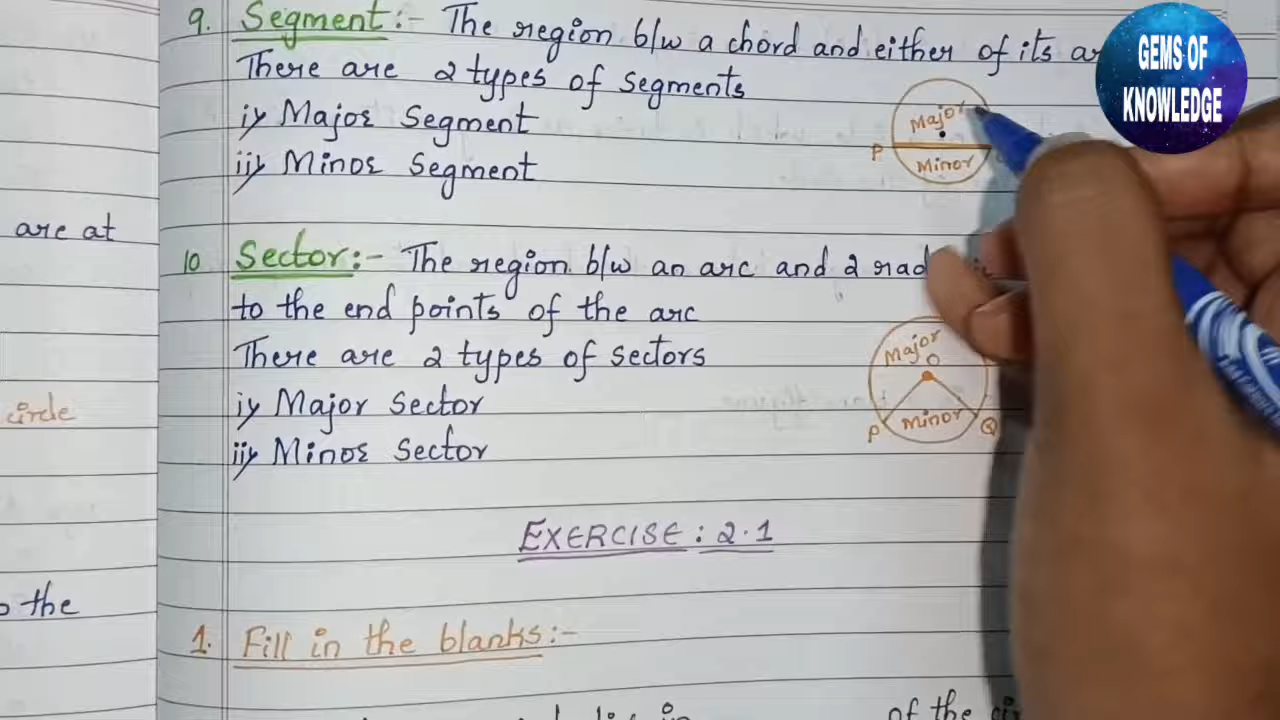 9. Segment:- The region b/w a chord and either of its
There are 2 types of segments
i) Major Segment
ii) Minor Segment
Major
P
Minor
GEMS OF
KNOWLEDGE
are at
10 Sector:- The region b/w an arc and 2
to the end points of the arc
There are 2 types of sectors
i) Major Sector
ii) Minor Sector
Major
O
Minor
P
Q
circle
EXERCISE: 2.1
the
1. Fill in the blanks:-
of the